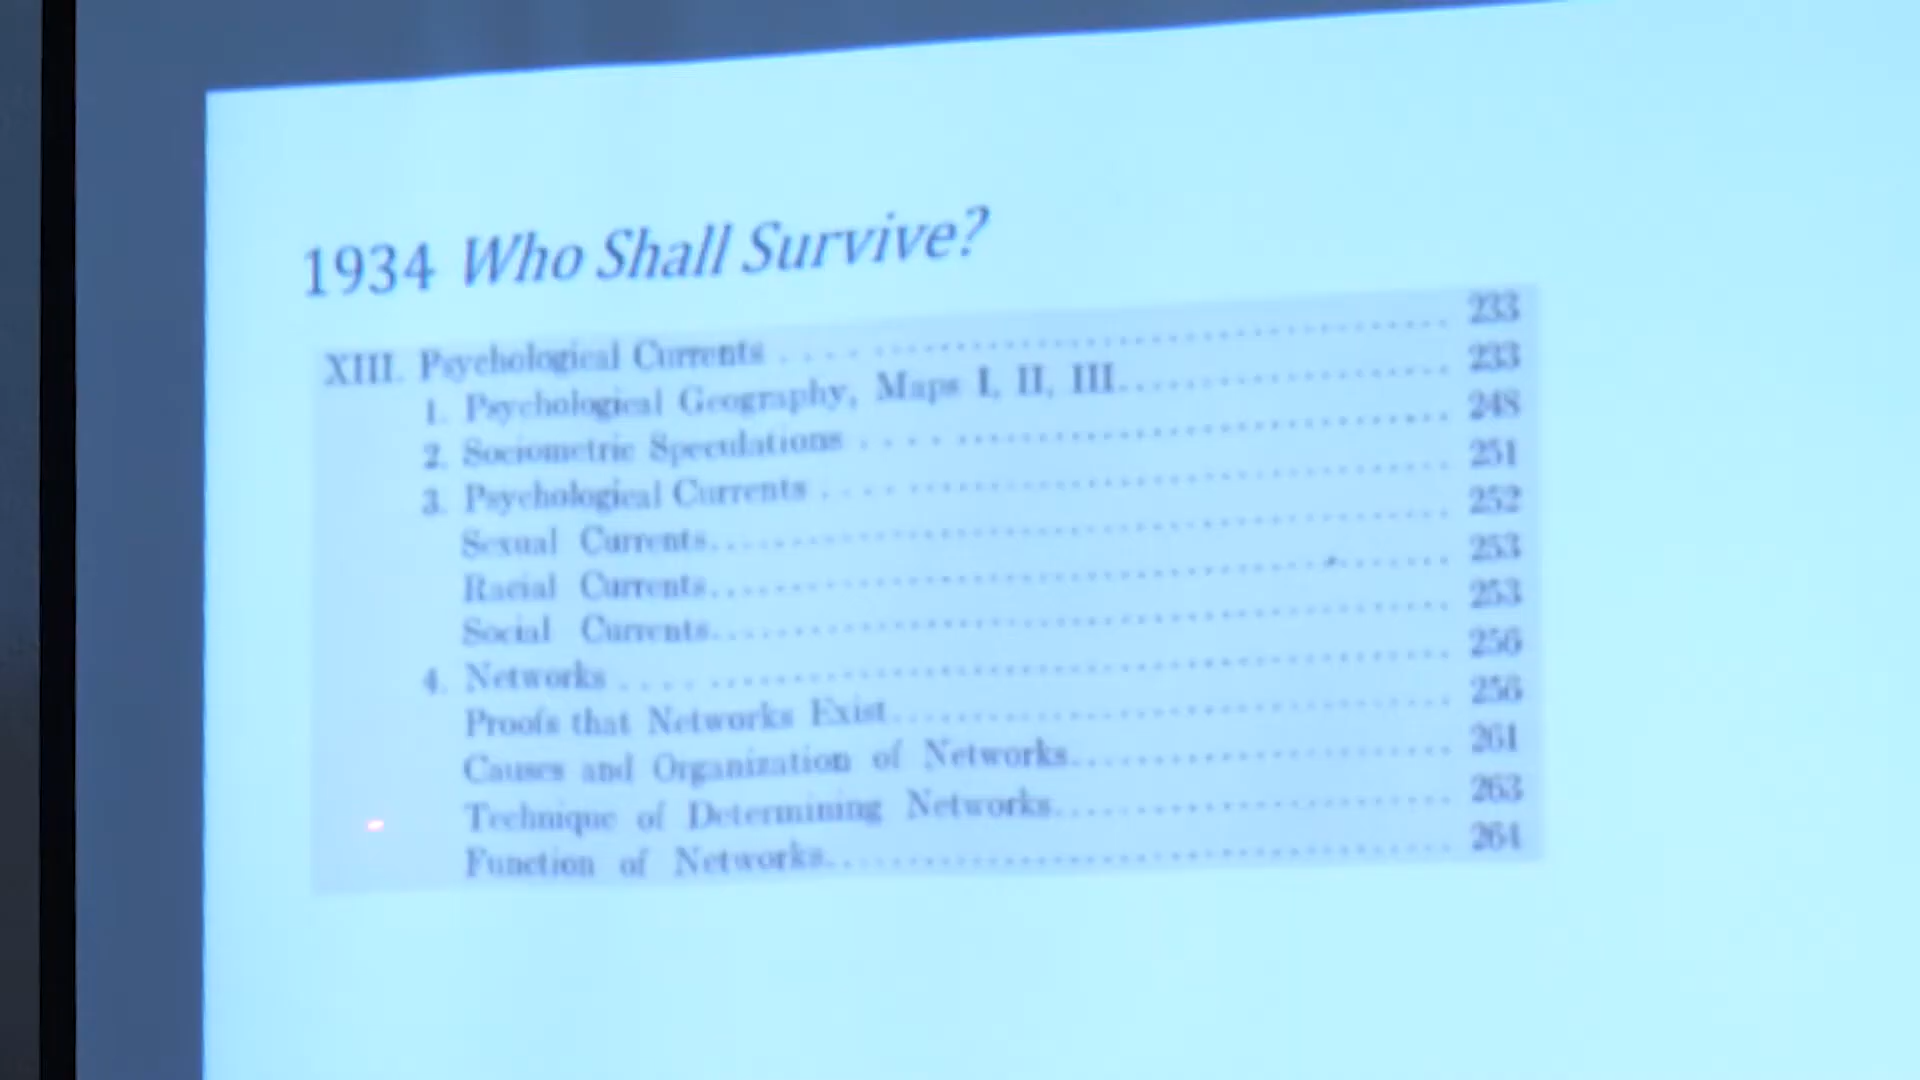 1934 Who Shall Survive?
XIII. Psychological Currents .... .................................... 233
1. Psychological Geography, Maps I, II, III..................... 233
2. Sociometric Speculations .... ................................ 248
3. Psychological Currents .... .................................. 251
Sexual Currents................................................ 252
Racial Currents................................................ 253
Social Currents................................................ 253
4. Networks .... ................................................ 256
Proofs that Networks Exist..................................... 256
Causes and Organization of Networks........................... 261
Technique of Determining Networks............................. 263
Function of Networks........................................... 264